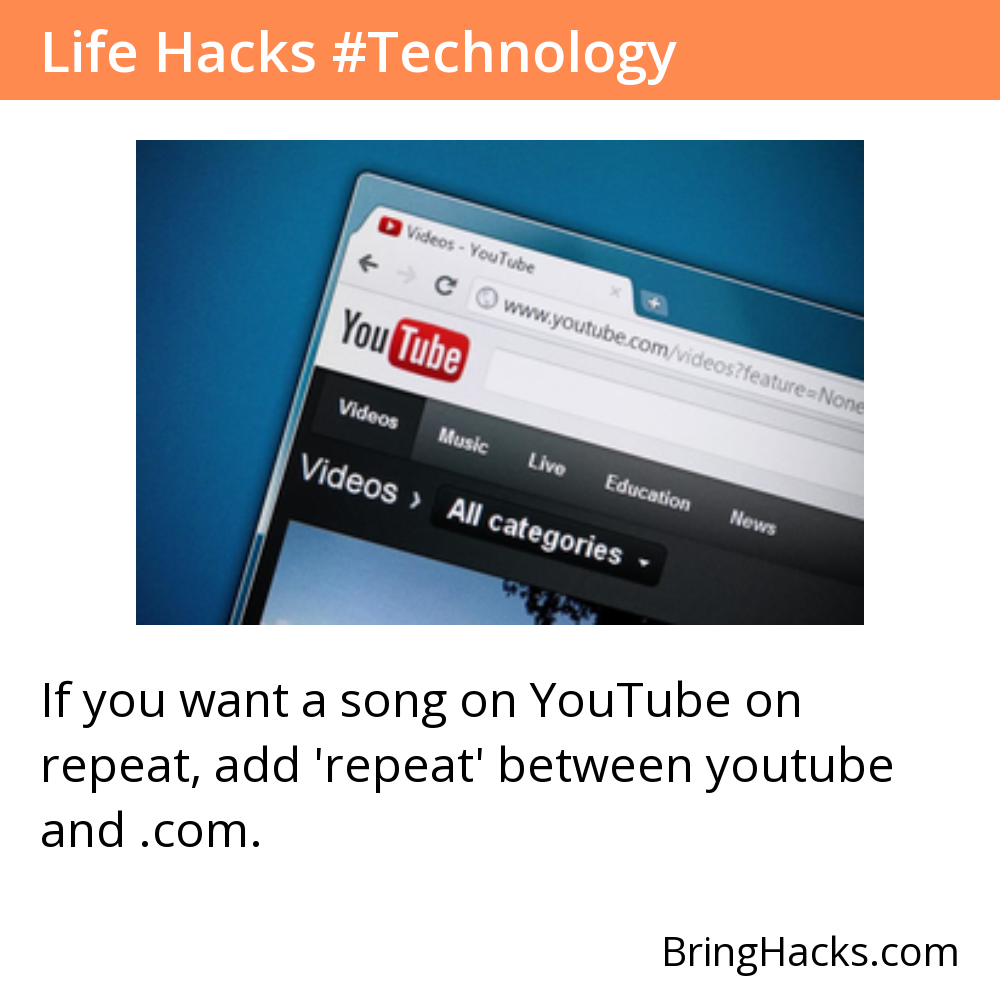 Life Hacks #Technology
Videos - YouTube
www.youtube.com/videos?feature=None
YouTube
Videos Music Live Education News
Videos › All categories
If you want a song on YouTube on
repeat, add 'repeat' between youtube
and .com.
BringHacks.com